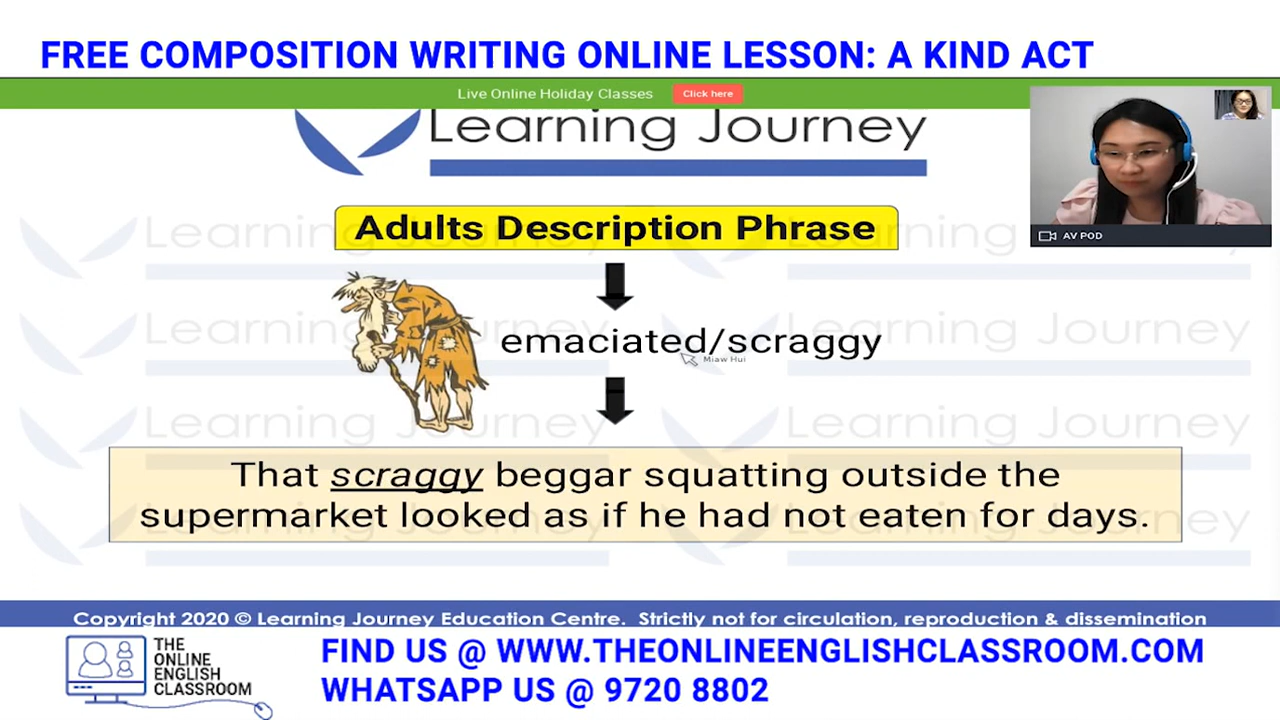 FREE COMPOSITION WRITING ONLINE LESSON: A KIND ACT
Live Online Holiday Classes Click here
Learning Journey
AV POD
Adults Description Phrase
emaciated/scraggy
Miaw Hui
That scraggy beggar squatting outside the
supermarket looked as if he had not eaten for days.
Copyright 2020 © Learning Journey Education Centre. Strictly not for circulation, reproduction & dissemination
THE
ONLINE
ENGLISH
CLASSROOM
FIND US @ WWW.THEONLINEENGLISHCLASSROOM.COM
WHATSAPP US @ 9720 8802